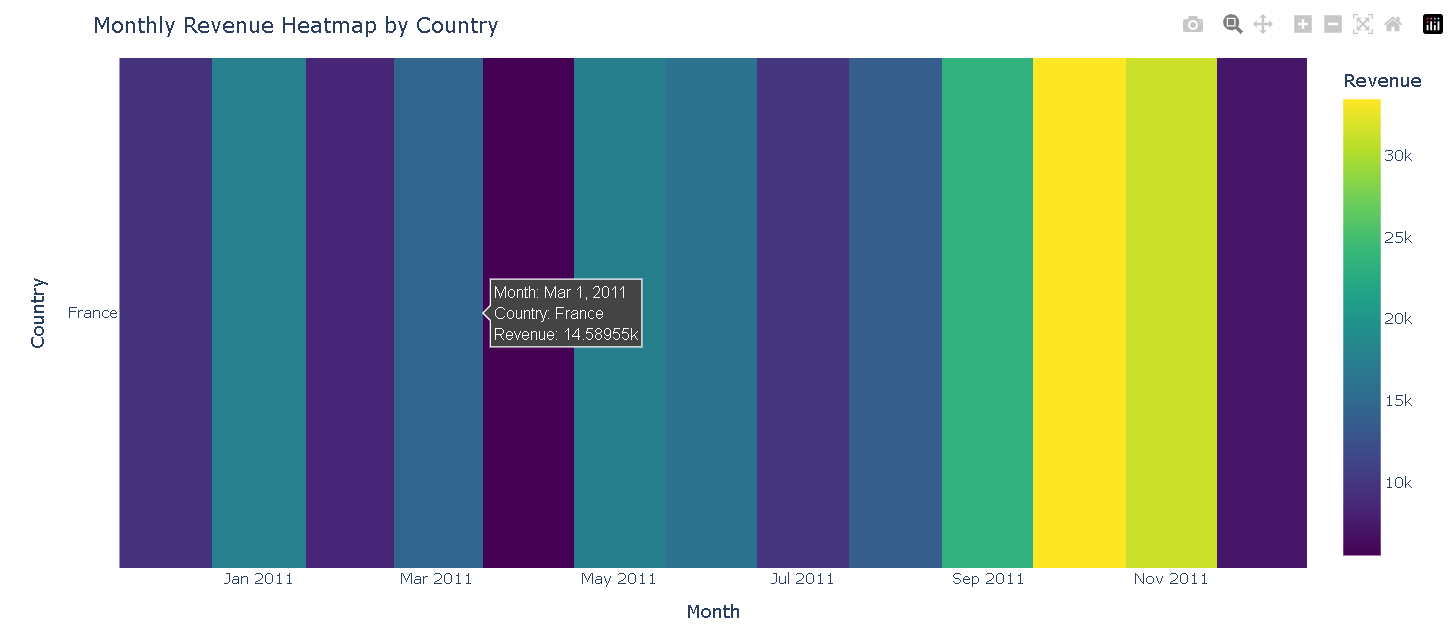 Monthly Revenue Heatmap by Country
Revenue
30k
25k
20k
15k
10k
Country
France
Month: Mar 1, 2011
Country: France
Revenue: 14.58955k
Jan 2011
Mar 2011
May 2011
Jul 2011
Sep 2011
Nov 2011
Month